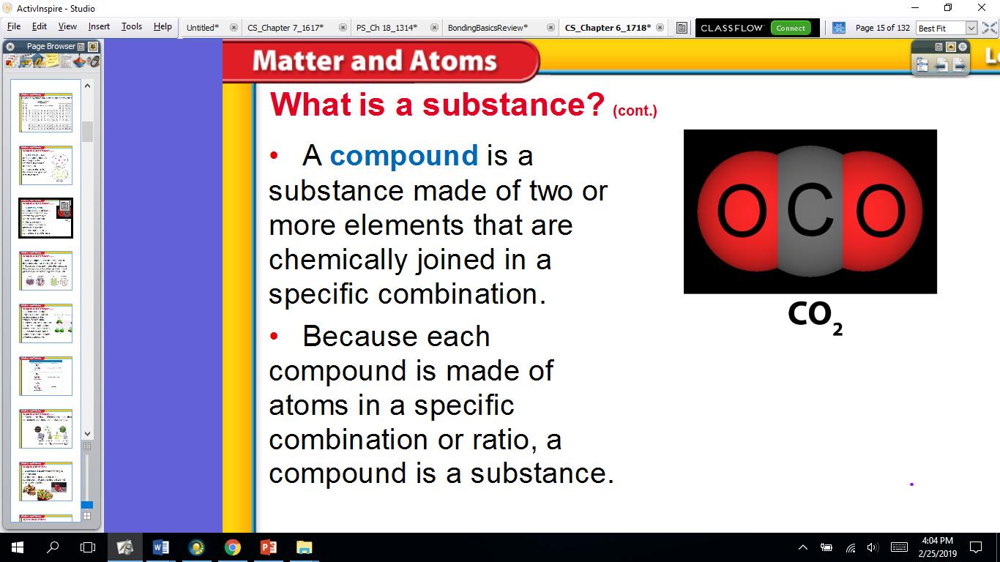 ActivInspire - Studio
File Edit View Insert Tools Help
Untitled* CS_Chapter 7_1617* PS_Ch 18_1314* BondingBasicsReview* CS_Chapter 6_1718*
CLASSFLOW Connect
Page 15 of 132 Best Fit
Page Browser
Matter and Atoms
What is a substance? (cont.)
• A compound is a
substance made of two or
more elements that are
chemically joined in a
specific combination.
• Because each
compound is made of
atoms in a specific
combination or ratio, a
compound is a substance.
O C O
CO₂
4:04 PM
2/25/2019